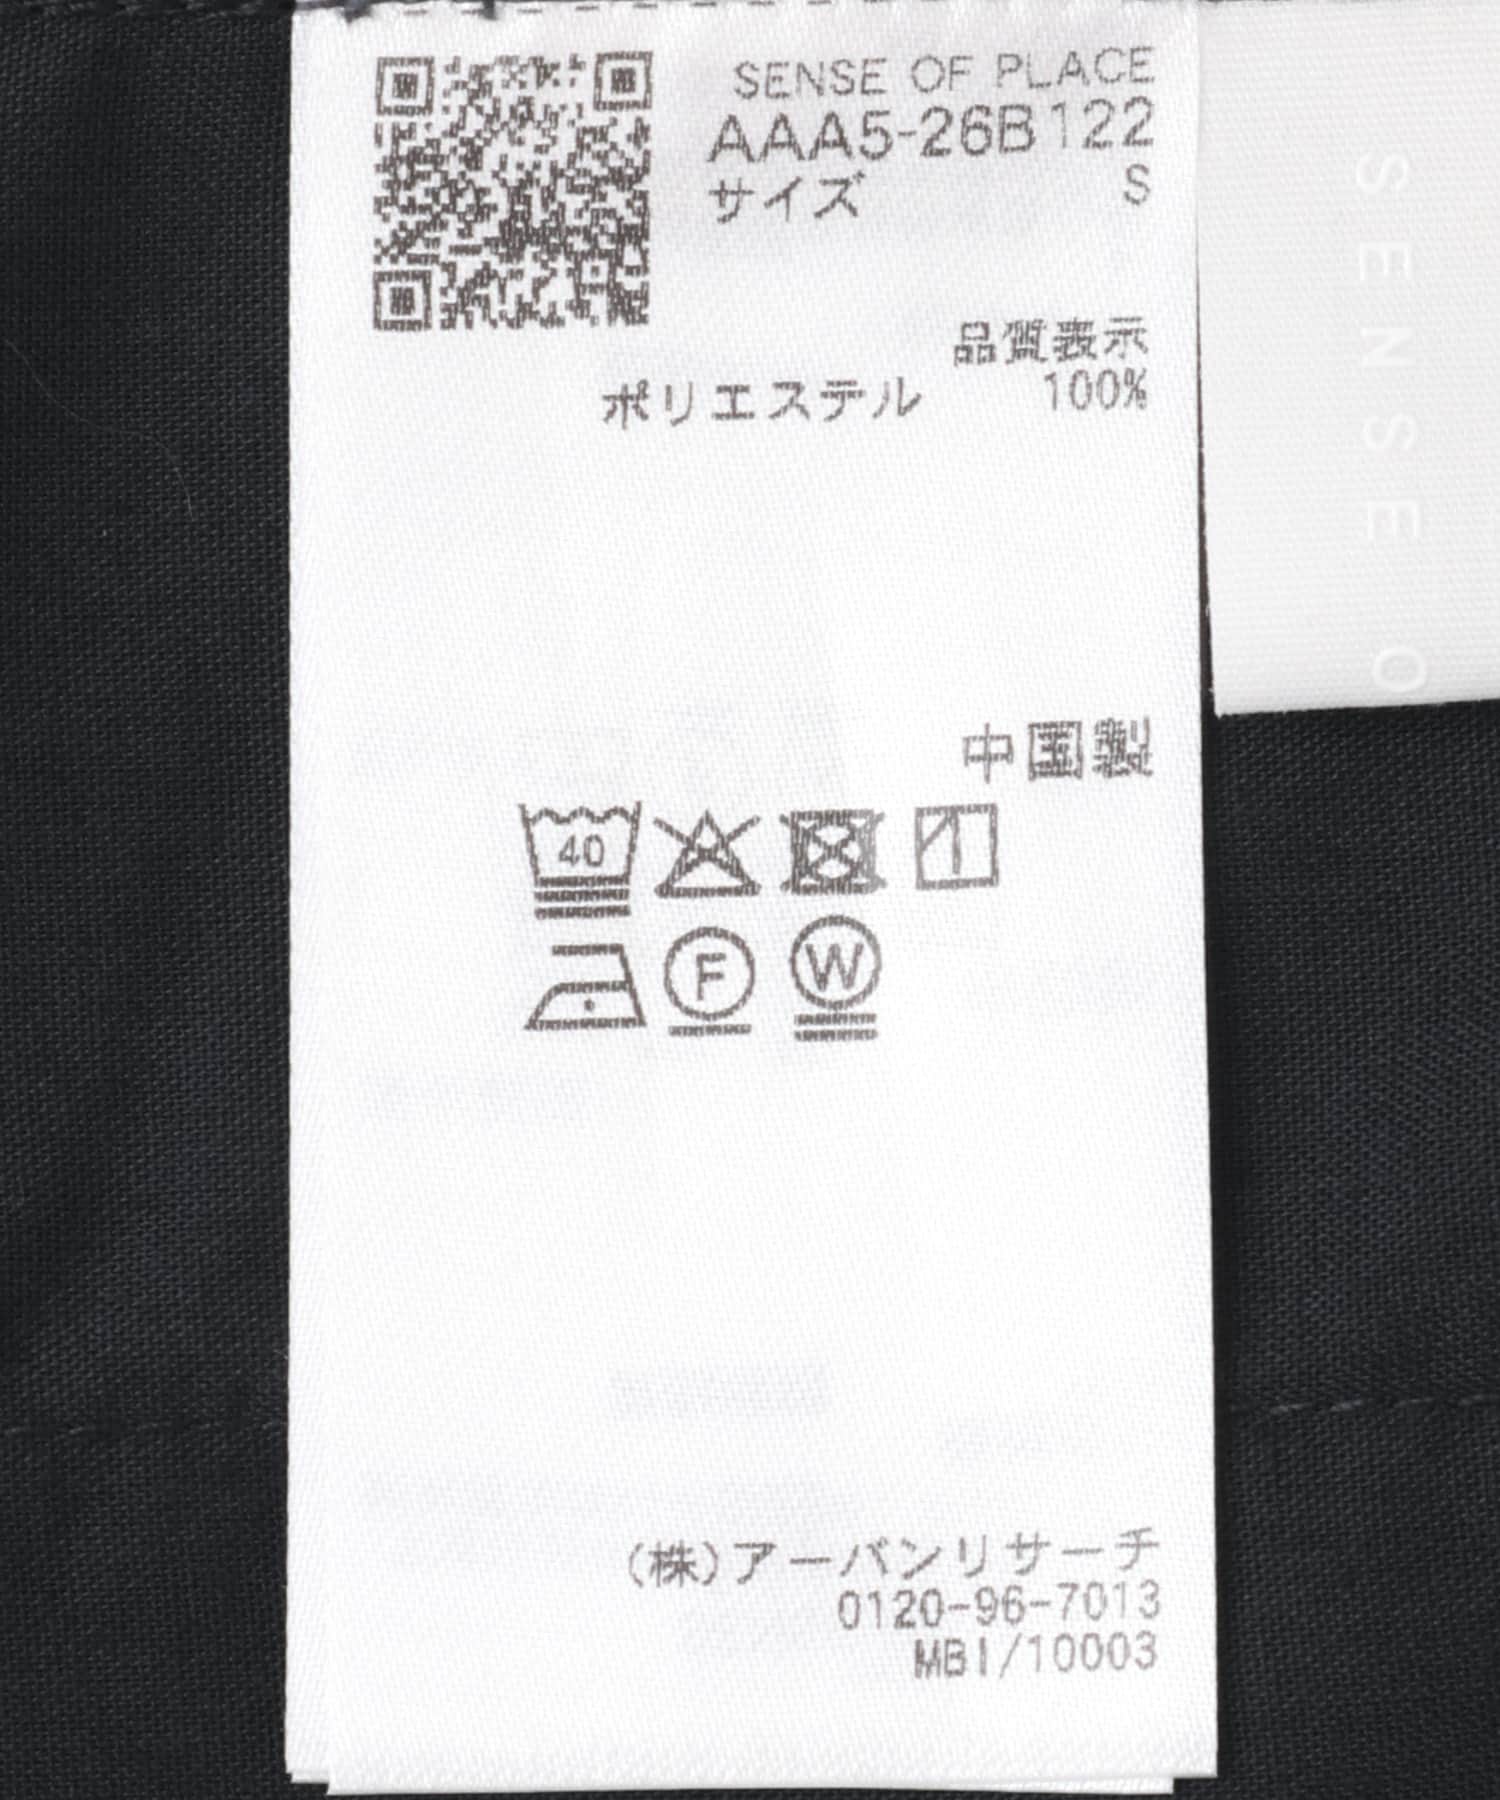 SENSE OF PLACE
AAA5-26B122
サイズ S
品質表示
ポリエステル 100%
中国製
40
F
W
(株)アーバンリサーチ
0120-96-7013
MBI/10003
SENSE O